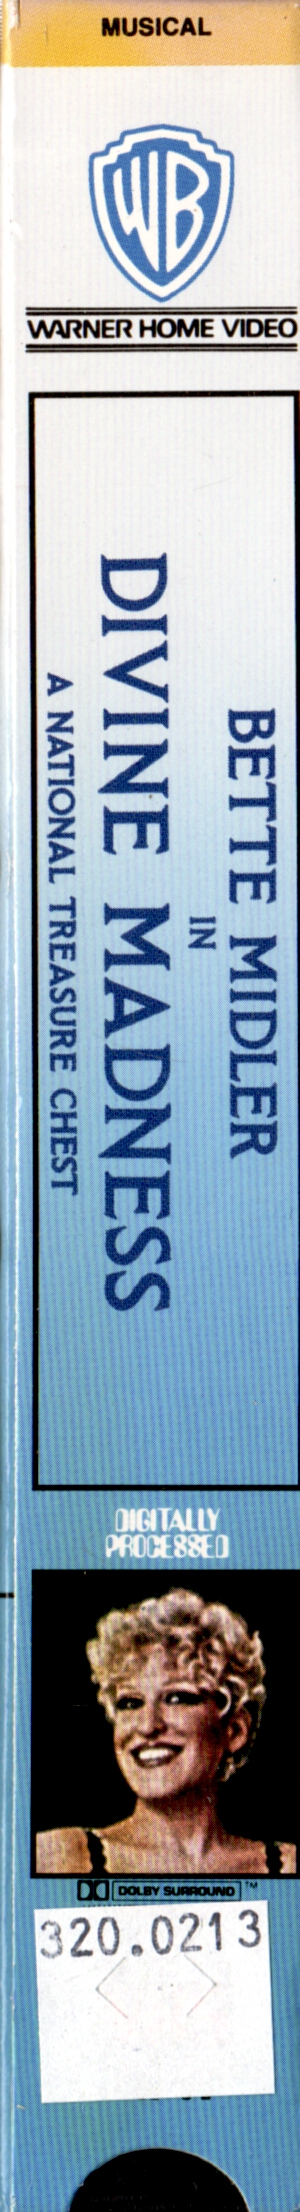 MUSICAL
WB
WARNER HOME VIDEO
BETTE MIDLER
IN
DIVINE MADNESS
A NATIONAL TREASURE CHEST
DIGITALLY
PROCESSED
DOLBY SURROUND ™
320.0213